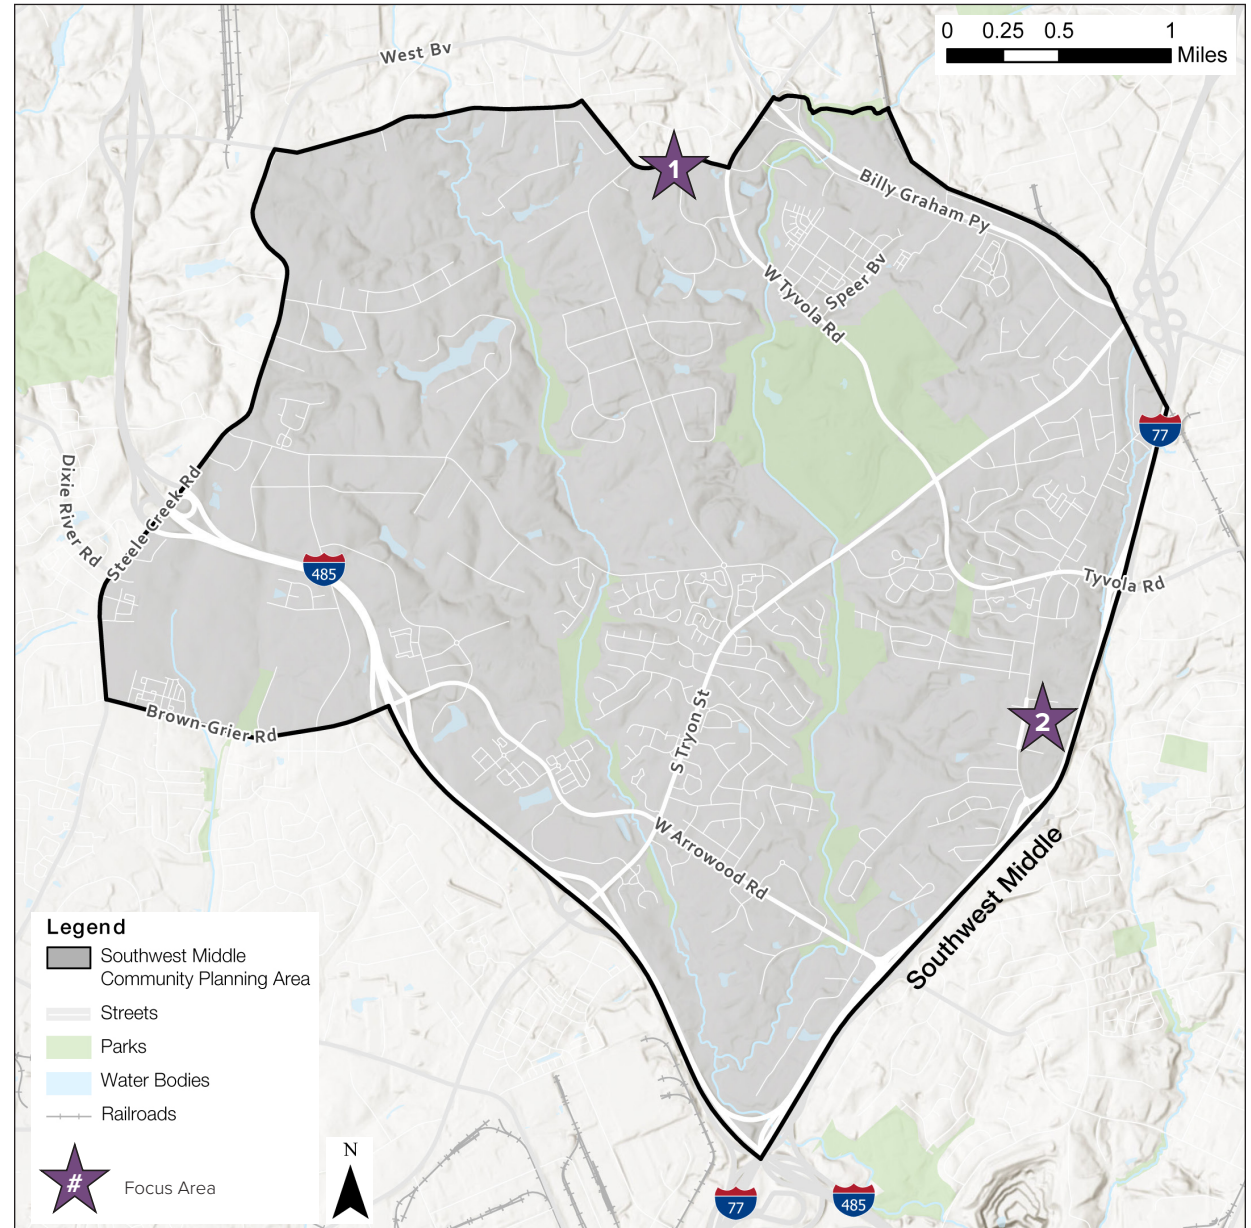 0 0.25 0.5 1
Miles
West Bv
1
Billy Graham Py
Speer Bv
W Tyvola Rd
77
Dixie River Rd
Steele Creek Rd
485
Tyvola Rd
2
Brown-Grier Rd
S Tryon St
W Arrowood Rd
Southwest Middle
Legend
Southwest Middle
Community Planning Area
Streets
Parks
Water Bodies
Railroads
# Focus Area
N
77
485